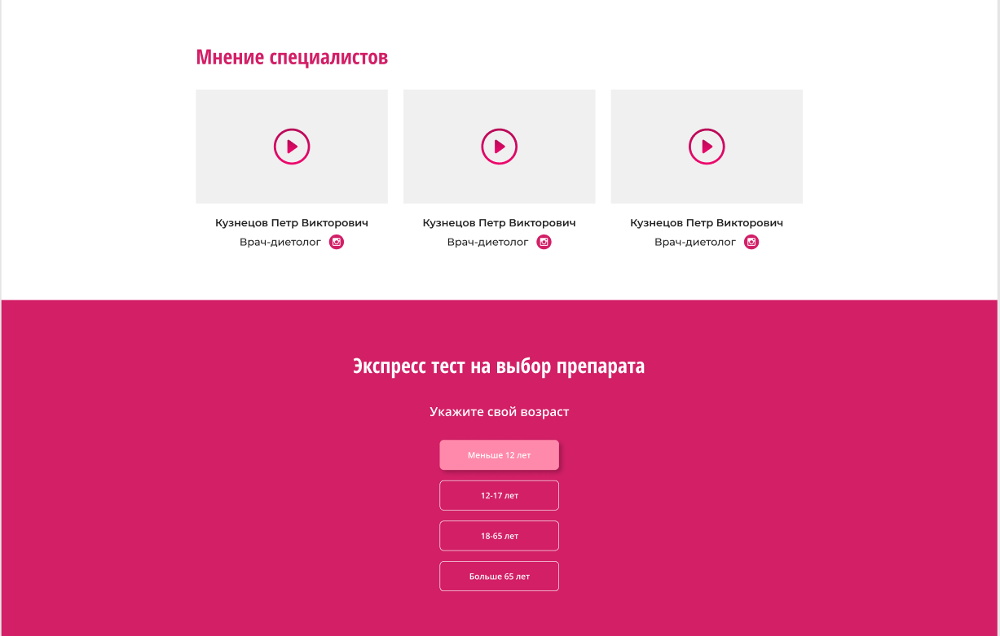 Мнение специалистов
Кузнецов Петр Викторович
Врач-диетолог
Кузнецов Петр Викторович
Врач-диетолог
Кузнецов Петр Викторович
Врач-диетолог
Экспресс тест на выбор препарата
Укажите свой возраст
Меньше 12 лет
12-17 лет
18-65 лет
Больше 65 лет